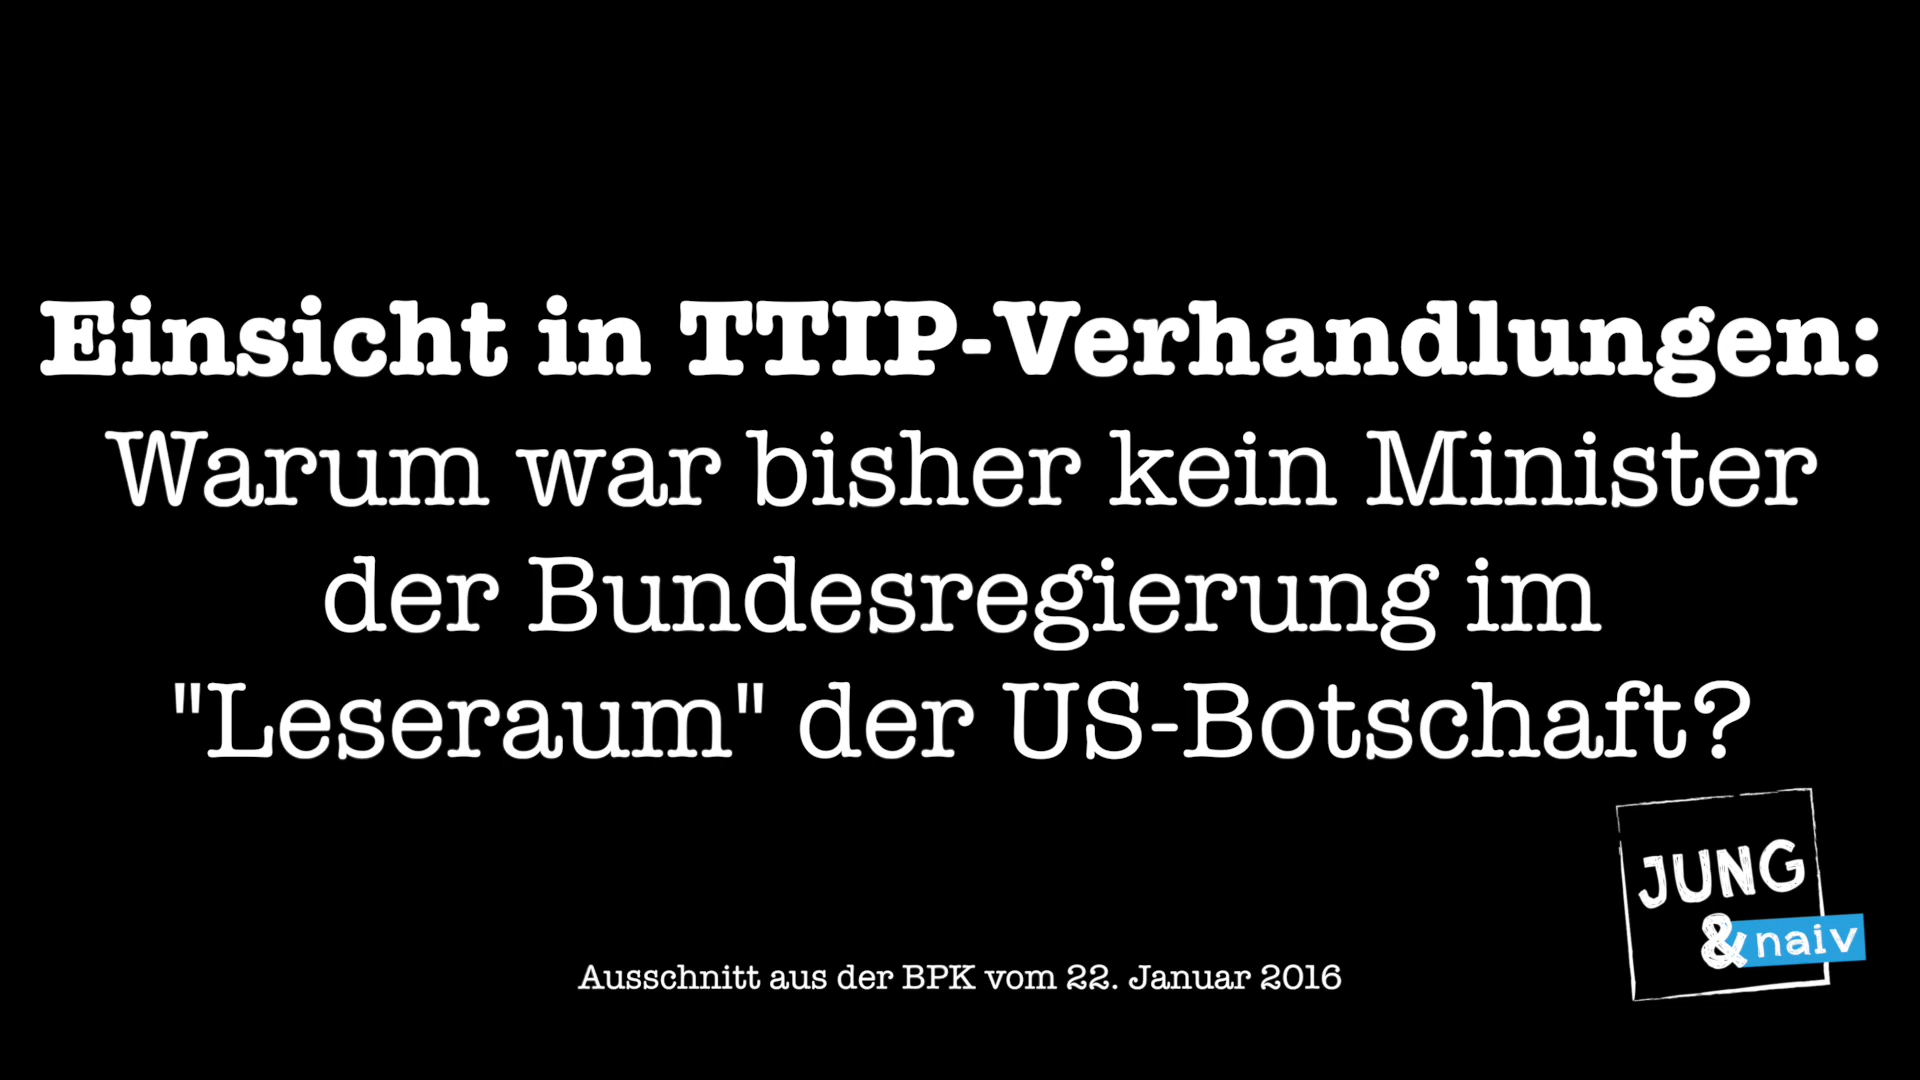 Einsicht in TTIP-Verhandlungen:
Warum war bisher kein Minister
der Bundesregierung im
"Leseraum" der US-Botschaft?
JUNG
& naiv
Ausschnitt aus der BPK vom 22. Januar 2016